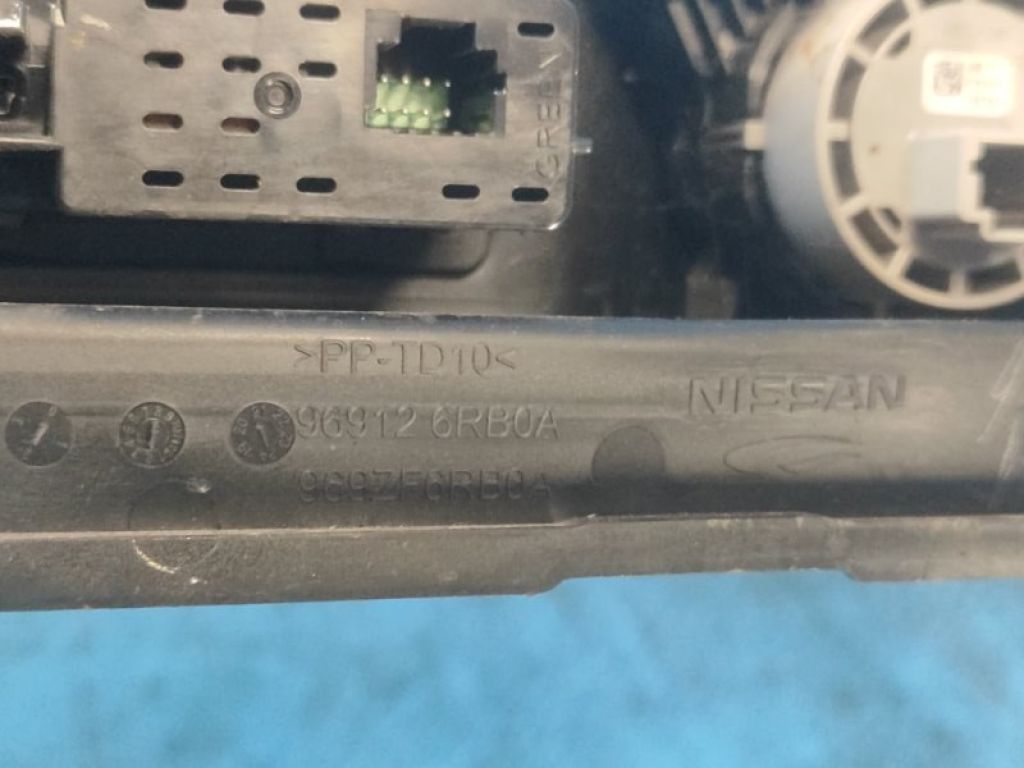 GREEN
>PP-TD10<
NISSAN
96912 6RB0A
969ZF6RB0A